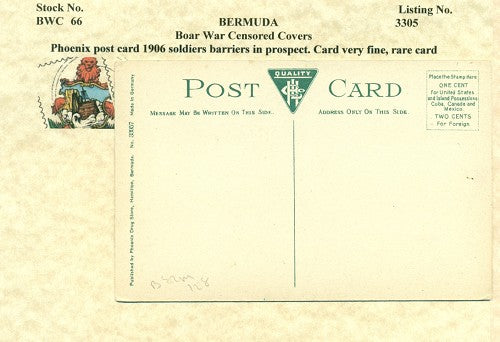 Stock No.
BWC 66
BERMUDA
Listing No.
3305
Boar War Censored Covers
Phoenix post card 1906 soldiers barriers in prospect. Card very fine, rare card
POST CARD
QUALITY
MESSAGE MAY BE WRITTEN ON THIS SIDE.
ADDRESS ONLY ON THIS SIDE.
Place the Stamp here
ONE CENT
for United States
and Island Possessions
Cuba, Canada and
Mexico.
TWO CENTS
For Foreign.
Published by Phoenix Drug Store, Hamilton, Bermuda. No. 3307 Made in Germany
128